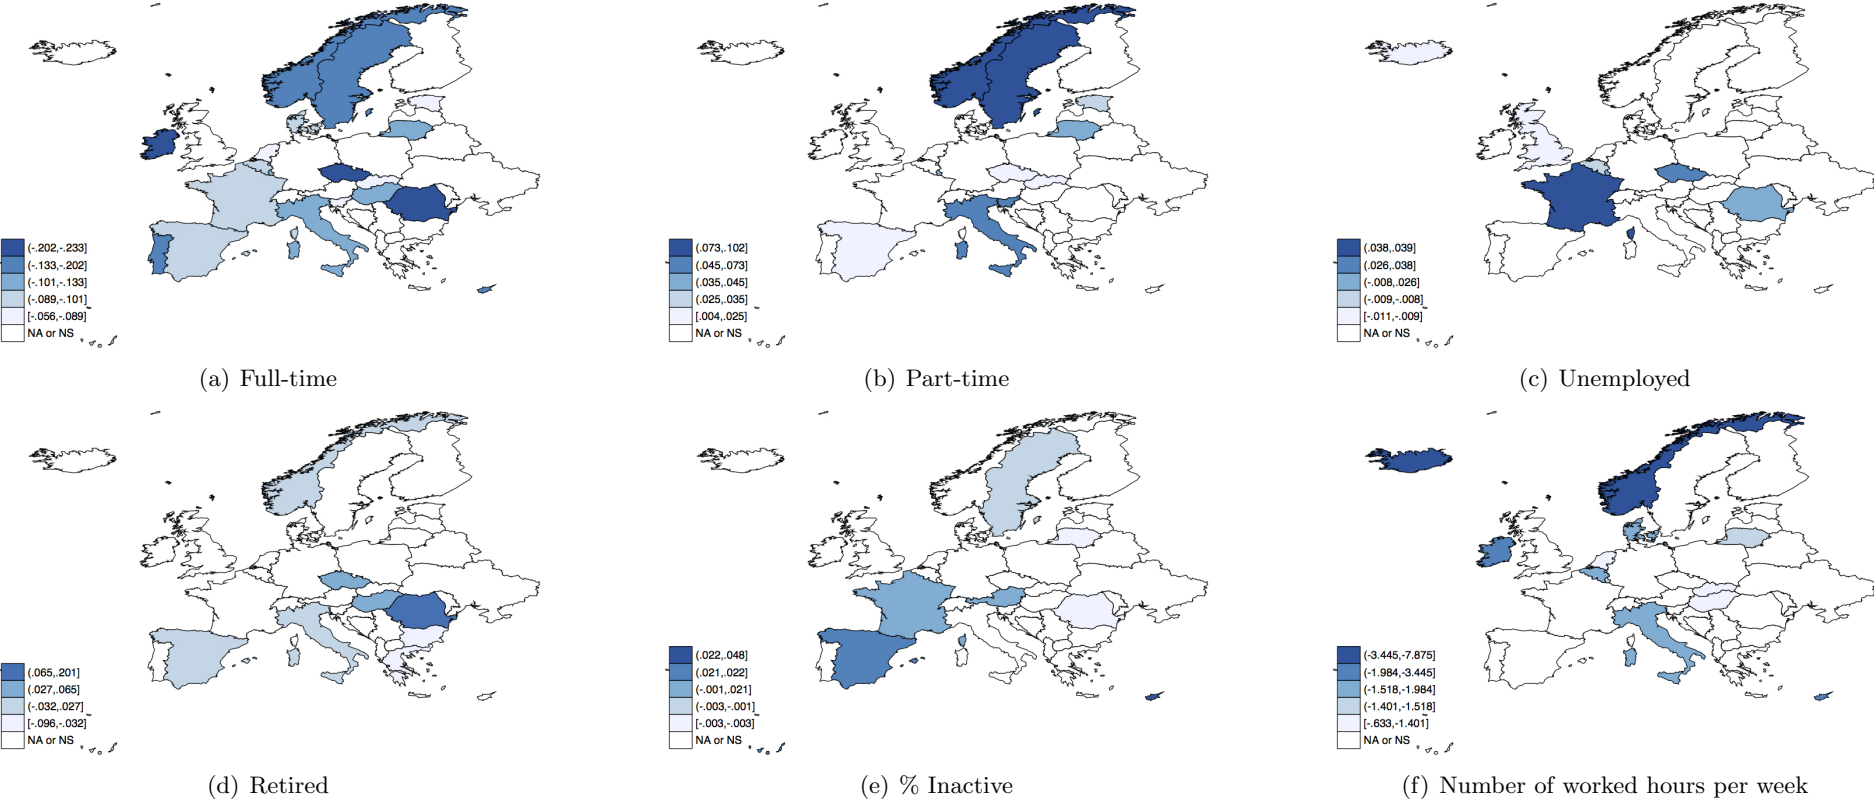 (-.202,-.233]
(-.133,-.202]
(-.101,-.133]
(-.089,-.101]
[-.056,-.089]
NA or NS
(a) Full-time
(.073,.102]
(.045,.073]
(.035,.045]
(.025,.035]
[.004,.025]
NA or NS
(b) Part-time
(.038,.039]
(.026,.038]
(-.008,.026]
(-.009,-.008]
[-.011,-.009]
NA or NS
(c) Unemployed
(.065,.201]
(.027,.065]
(-.032,.027]
[-.096,-.032]
NA or NS
(d) Retired
(.022,.048]
(.021,.022]
(-.001,.021]
(-.003,-.001]
[-.003,-.003]
NA or NS
(e) % Inactive
(-3.445,-7.875]
(-1.984,-3.445]
(-1.518,-1.984]
(-1.401,-1.518]
[-.633,-1.401]
NA or NS
(f) Number of worked hours per week